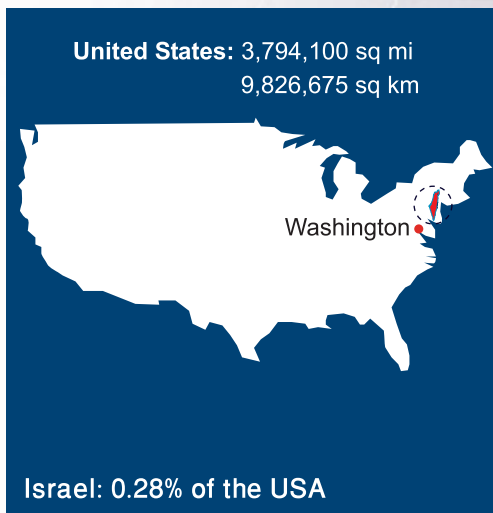 United States: 3,794,100 sq mi
9,826,675 sq km
Washington
Israel: 0.28% of the USA